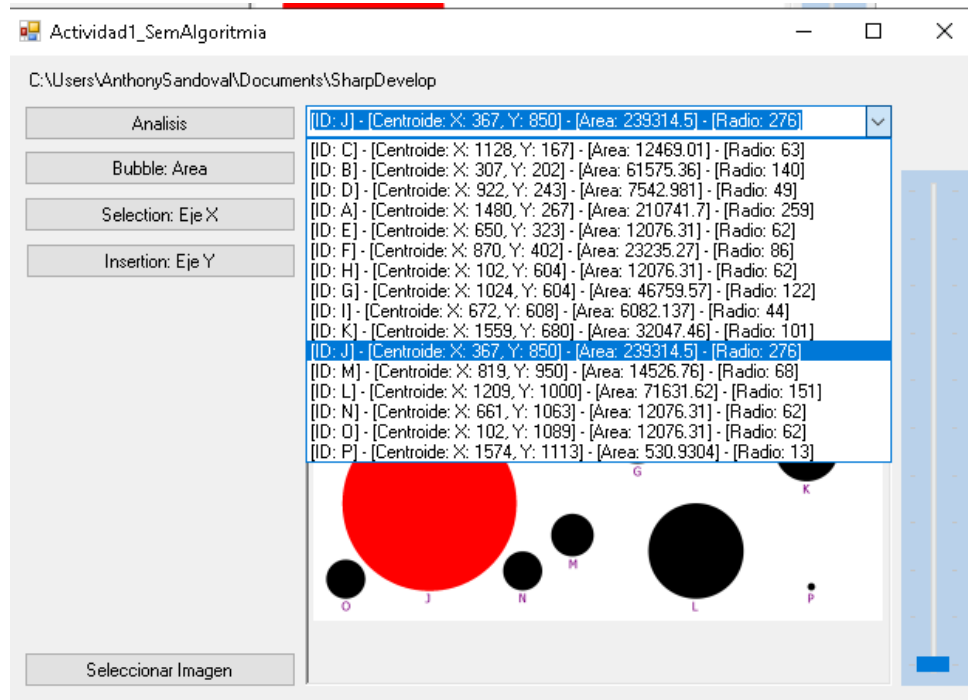 Actividad1_SemAlgoritmia
C:\Users\AnthonySandoval\Documents\SharpDevelop
Analisis
[ID: J] - [Centroide: X: 367, Y: 850] - [Area: 239314.5] - [Radio: 276]
Bubble: Area
Selection: Eje X
Insertion: Eje Y
[ID: C] - [Centroide: X: 1128, Y: 167] - [Area: 12469.01] - [Radio: 63]
[ID: B] - [Centroide: X: 307, Y: 202] - [Area: 61575.36] - [Radio: 140]
[ID: D] - [Centroide: X: 922, Y: 243] - [Area: 7542.981] - [Radio: 49]
[ID: A] - [Centroide: X: 1480, Y: 267] - [Area: 210741.7] - [Radio: 259]
[ID: E] - [Centroide: X: 650, Y: 323] - [Area: 12076.31] - [Radio: 62]
[ID: F] - [Centroide: X: 870, Y: 402] - [Area: 23235.27] - [Radio: 86]
[ID: H] - [Centroide: X: 102, Y: 604] - [Area: 12076.31] - [Radio: 62]
[ID: G] - [Centroide: X: 1024, Y: 604] - [Area: 46759.57] - [Radio: 122]
[ID: I] - [Centroide: X: 672, Y: 608] - [Area: 6082.137] - [Radio: 44]
[ID: K] - [Centroide: X: 1559, Y: 680] - [Area: 32047.46] - [Radio: 101]
[ID: J] - [Centroide: X: 367, Y: 850] - [Area: 239314.5] - [Radio: 276]
[ID: M] - [Centroide: X: 819, Y: 950] - [Area: 14526.76] - [Radio: 68]
[ID: L] - [Centroide: X: 1209, Y: 1000] - [Area: 71631.62] - [Radio: 151]
[ID: N] - [Centroide: X: 661, Y: 1063] - [Area: 12076.31] - [Radio: 62]
[ID: O] - [Centroide: X: 102, Y: 1089] - [Area: 12076.31] - [Radio: 62]
[ID: P] - [Centroide: X: 1574, Y: 1113] - [Area: 530.9304] - [Radio: 13]
G
K
M
O
J
N
L
P
Seleccionar Imagen